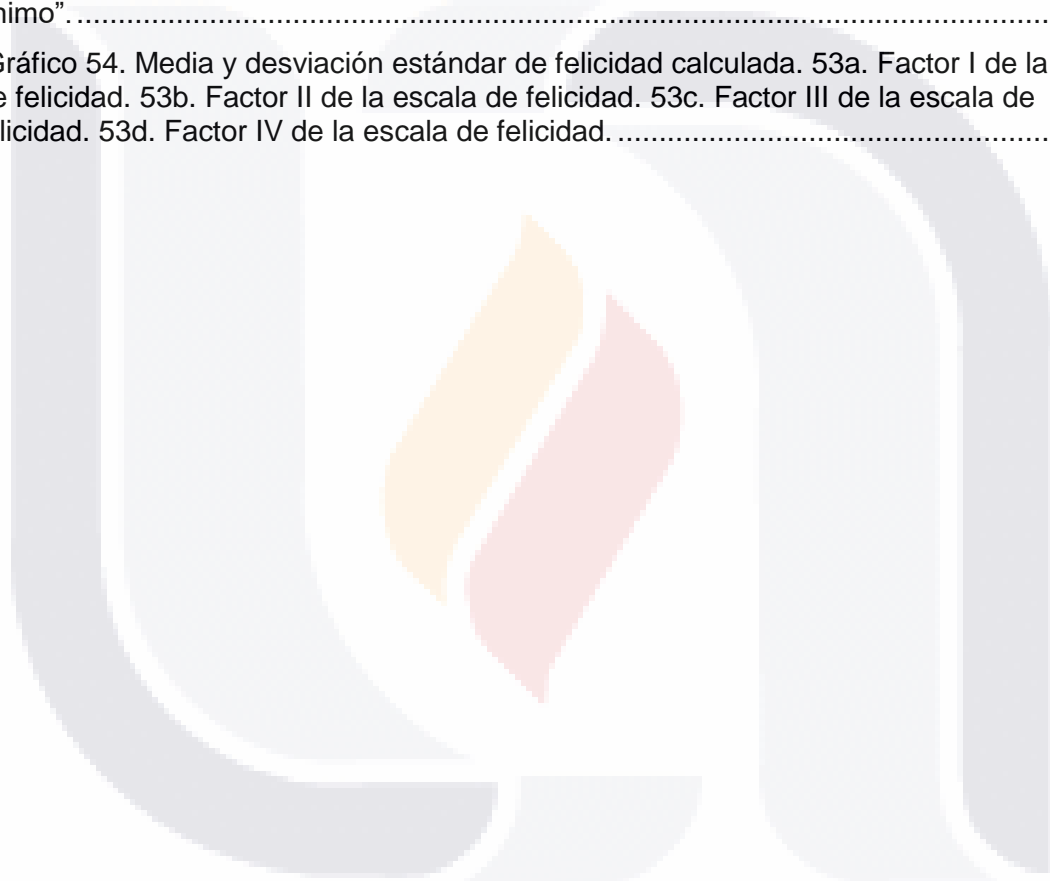 nimo”. ........................................................................................................................
Gráfico 54. Media y desviación estándar de felicidad calculada. 53a. Factor I de la
e felicidad. 53b. Factor II de la escala de felicidad. 53c. Factor III de la escala de
licidad. 53d. Factor IV de la escala de felicidad. ......................................................